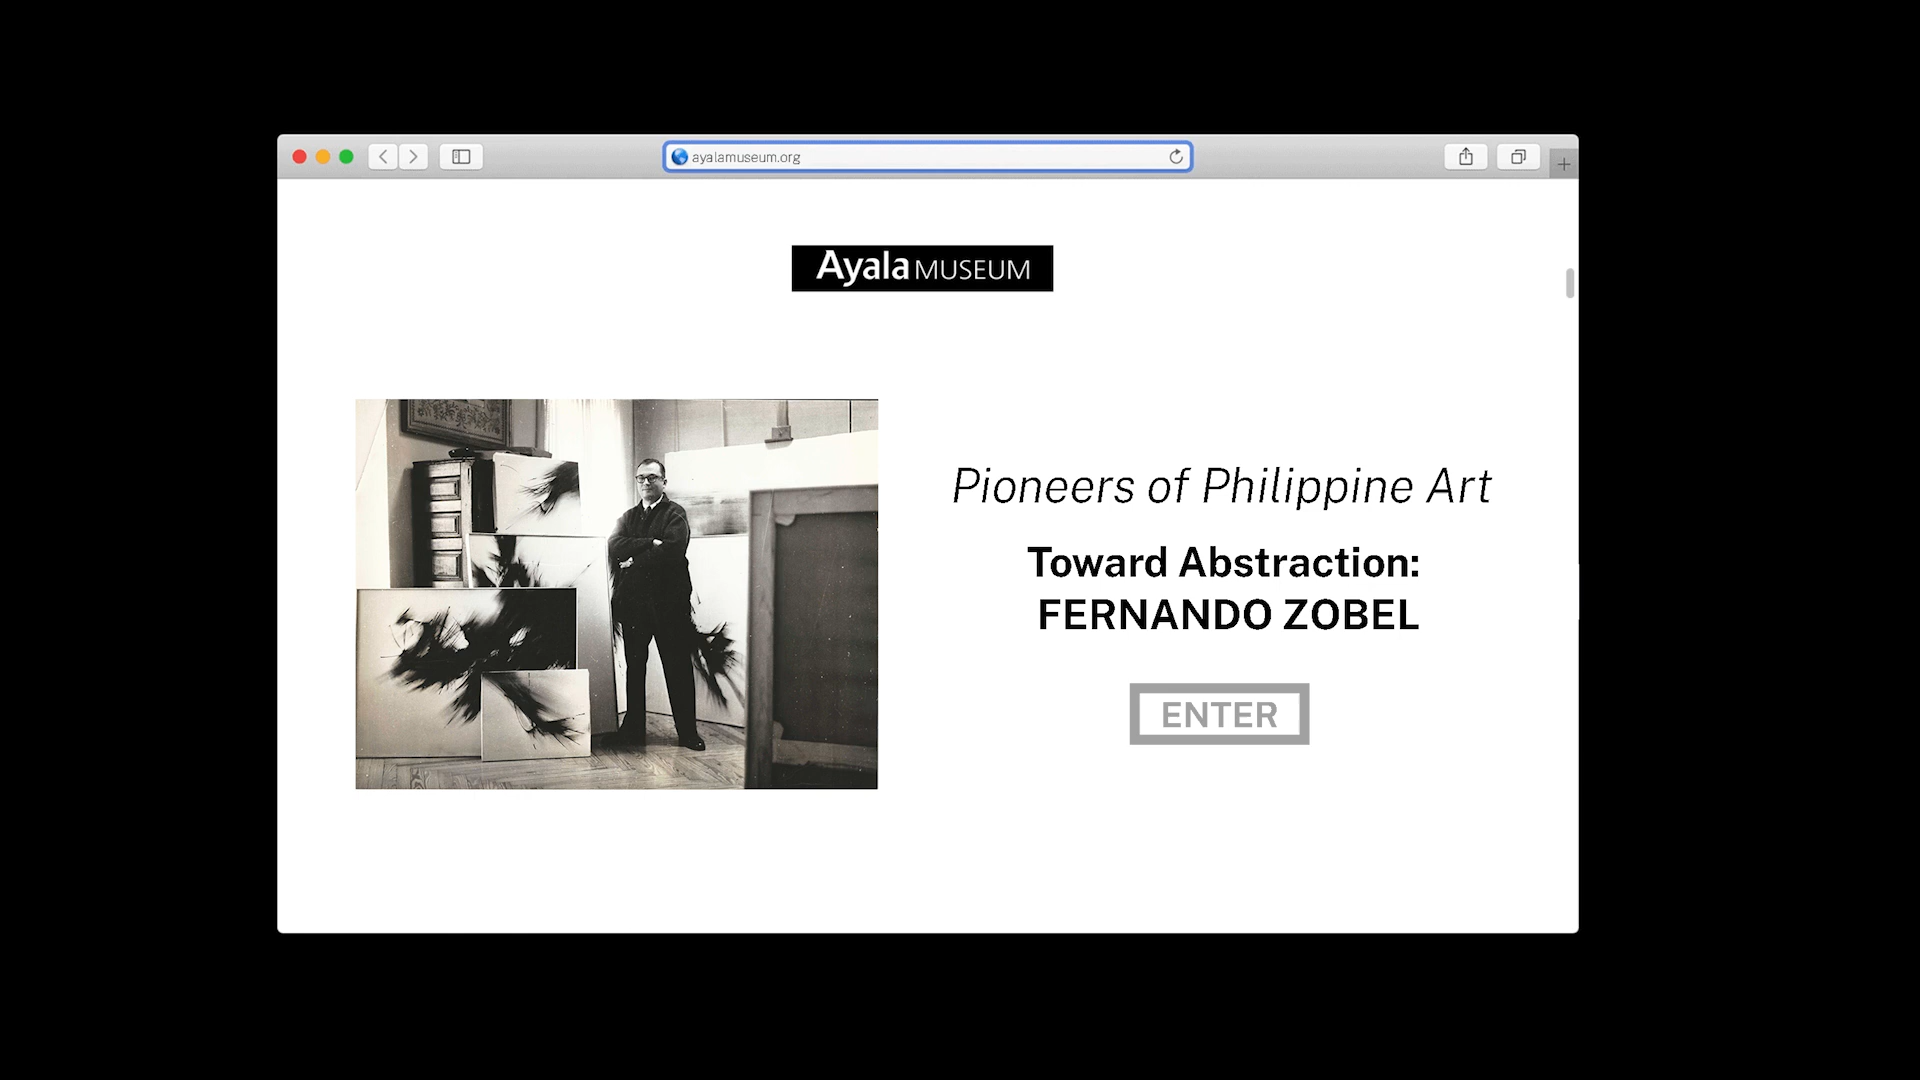 ayalamuseum.org
Ayala MUSEUM
Pioneers of Philippine Art
Toward Abstraction:
FERNANDO ZOBEL
ENTER